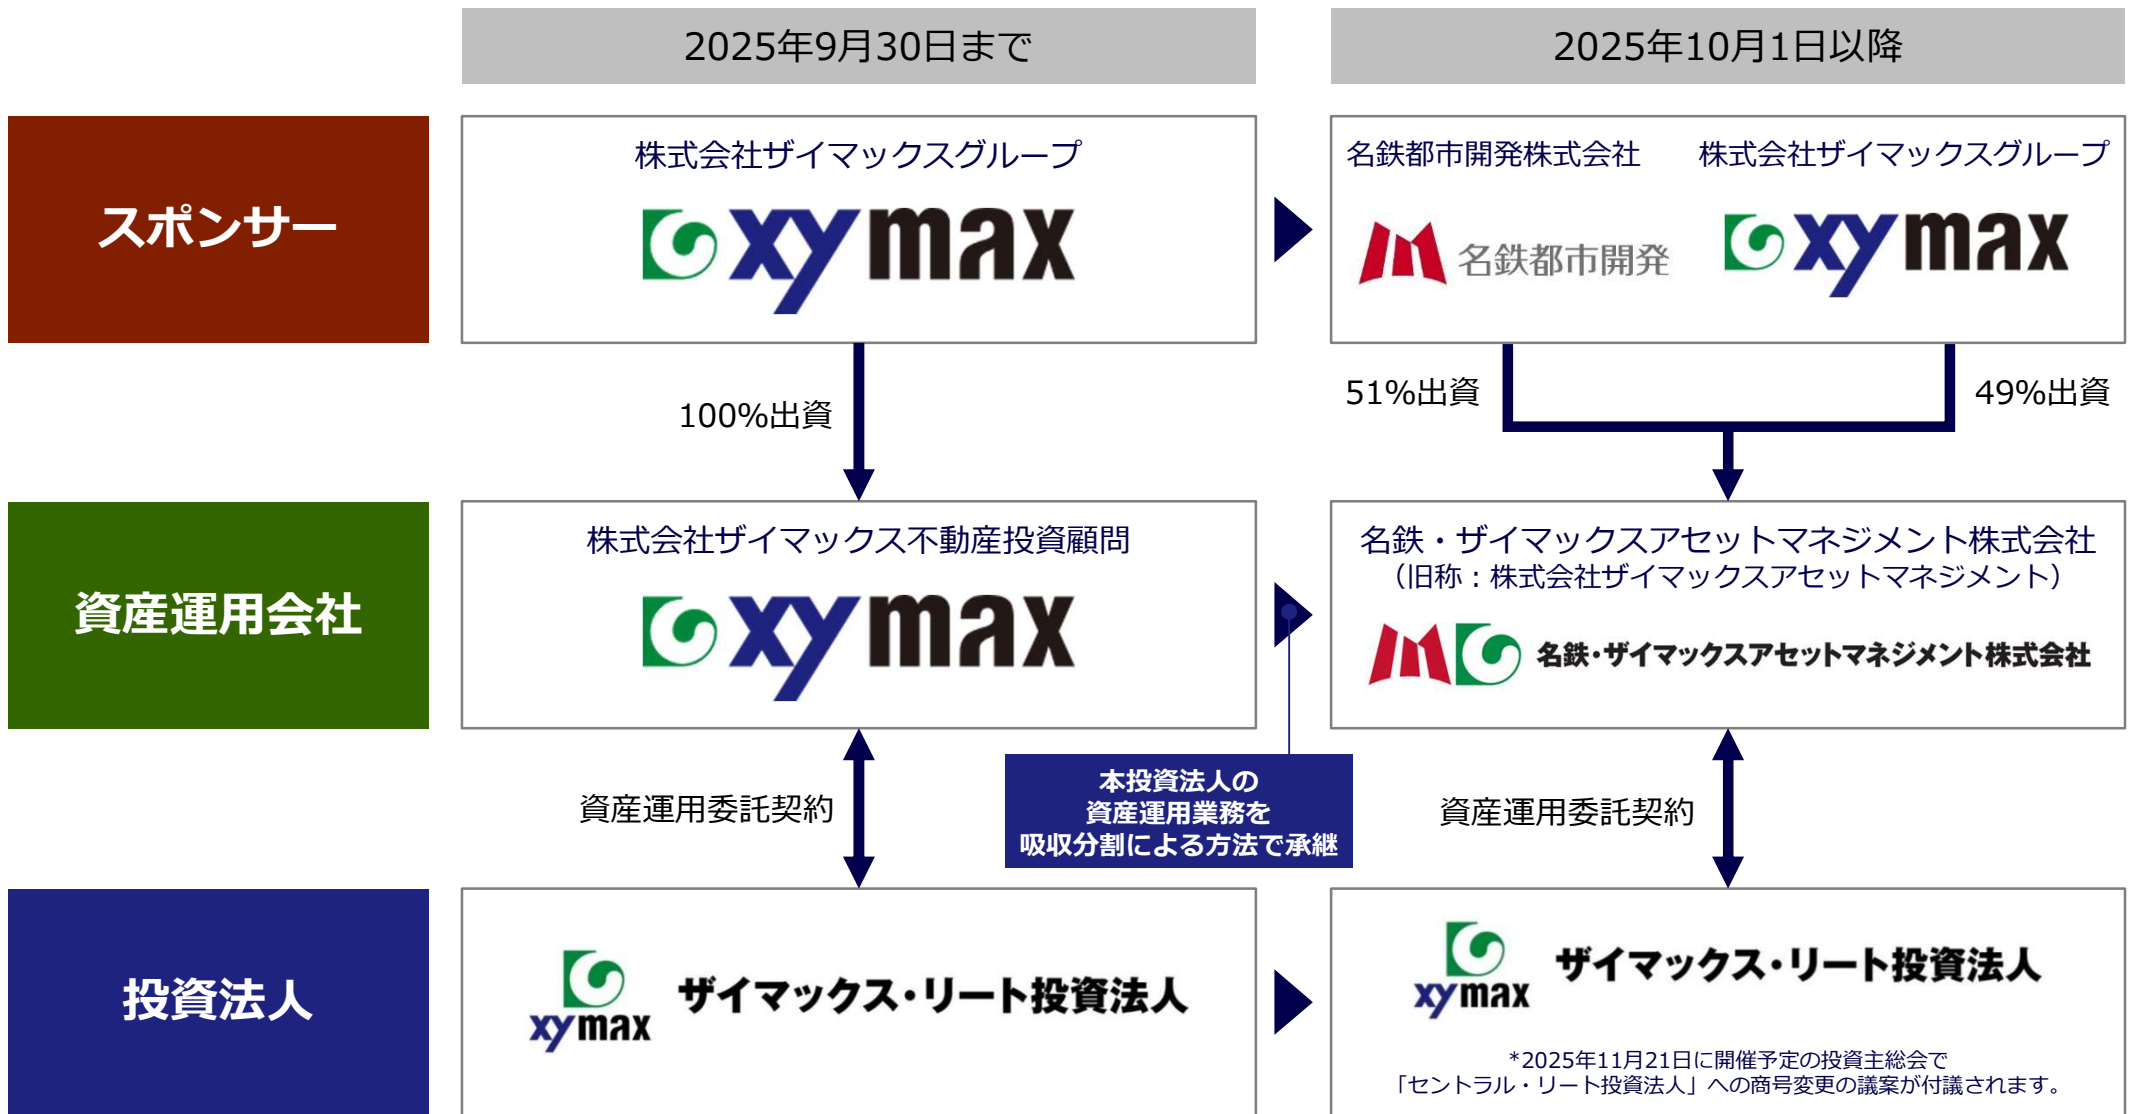 2025年9月30日まで
2025年10月1日以降
スポンサー
株式会社ザイマックスグループ
xymax
名鉄都市開発株式会社
名鉄都市開発
株式会社ザイマックスグループ
xymax
100%出資
51%出資
49%出資
資産運用会社
株式会社ザイマックス不動産投資顧問
xymax
名鉄・ザイマックスアセットマネジメント株式会社
（旧称：株式会社ザイマックスアセットマネジメント）
名鉄・ザイマックスアセットマネジメント株式会社
資産運用委託契約
本投資法人の
資産運用業務を
吸収分割による方法で承継
資産運用委託契約
投資法人
xymax
ザイマックス・リート投資法人
xymax
ザイマックス・リート投資法人
*2025年11月21日に開催予定の投資主総会で
「セントラル・リート投資法人」への商号変更の議案が付議されます。